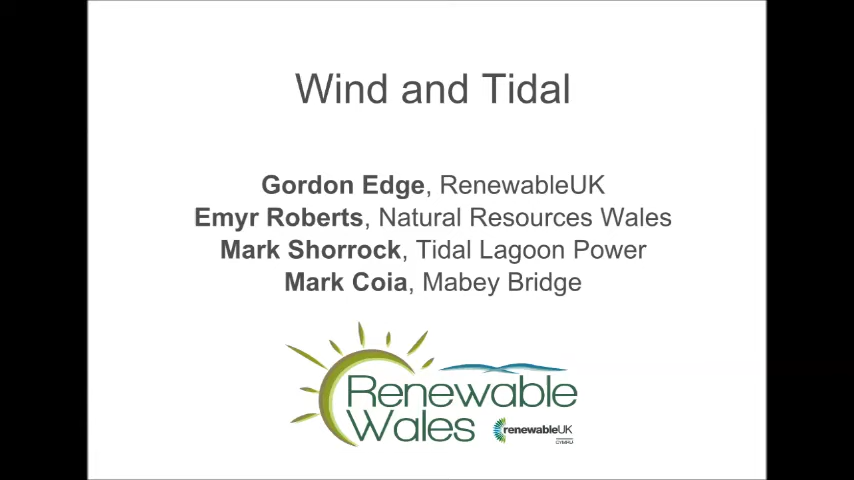 Wind and Tidal
Gordon Edge, RenewableUK
Emyr Roberts, Natural Resources Wales
Mark Shorrock, Tidal Lagoon Power
Mark Coia, Mabey Bridge
Renewable
Wales
renewableUK
CYMRU